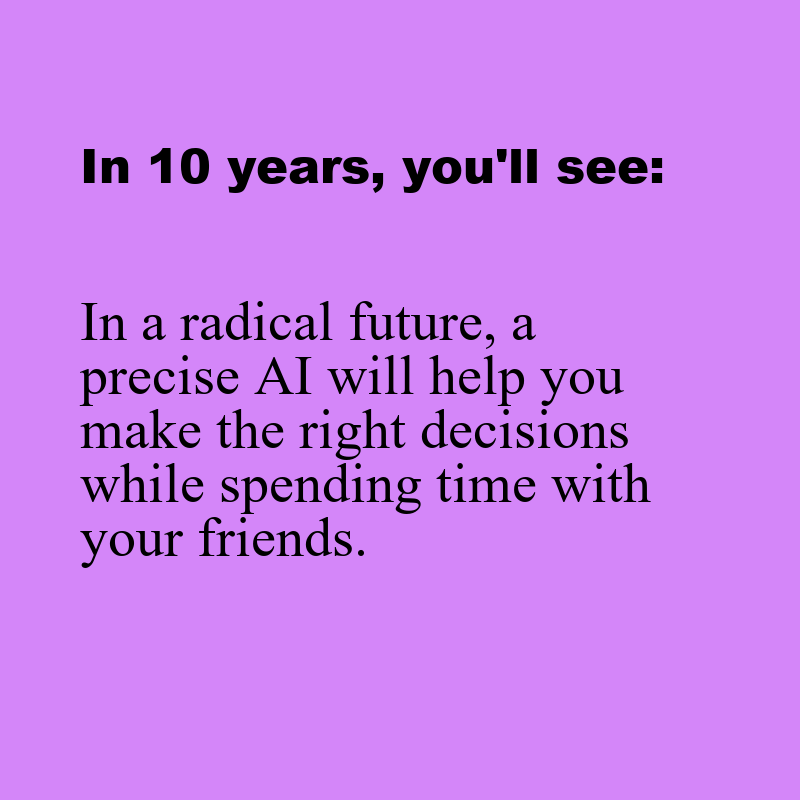 In 10 years, you'll see:
In a radical future, a
precise AI will help you
make the right decisions
while spending time with
your friends.